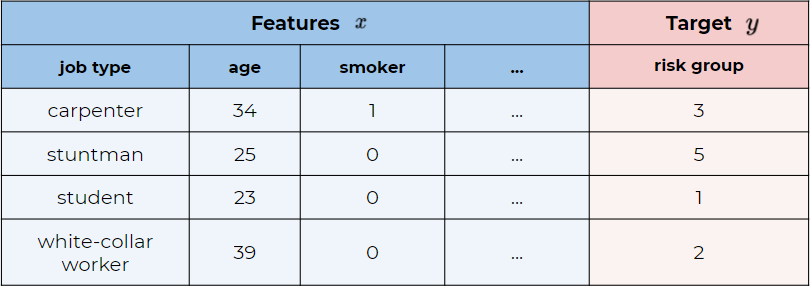 Features x Target y
job type age smoker ... risk group
carpenter 34 1 ... 3
stuntman 25 0 ... 5
student 23 0 ... 1
white-collar
worker 39 0 ... 2